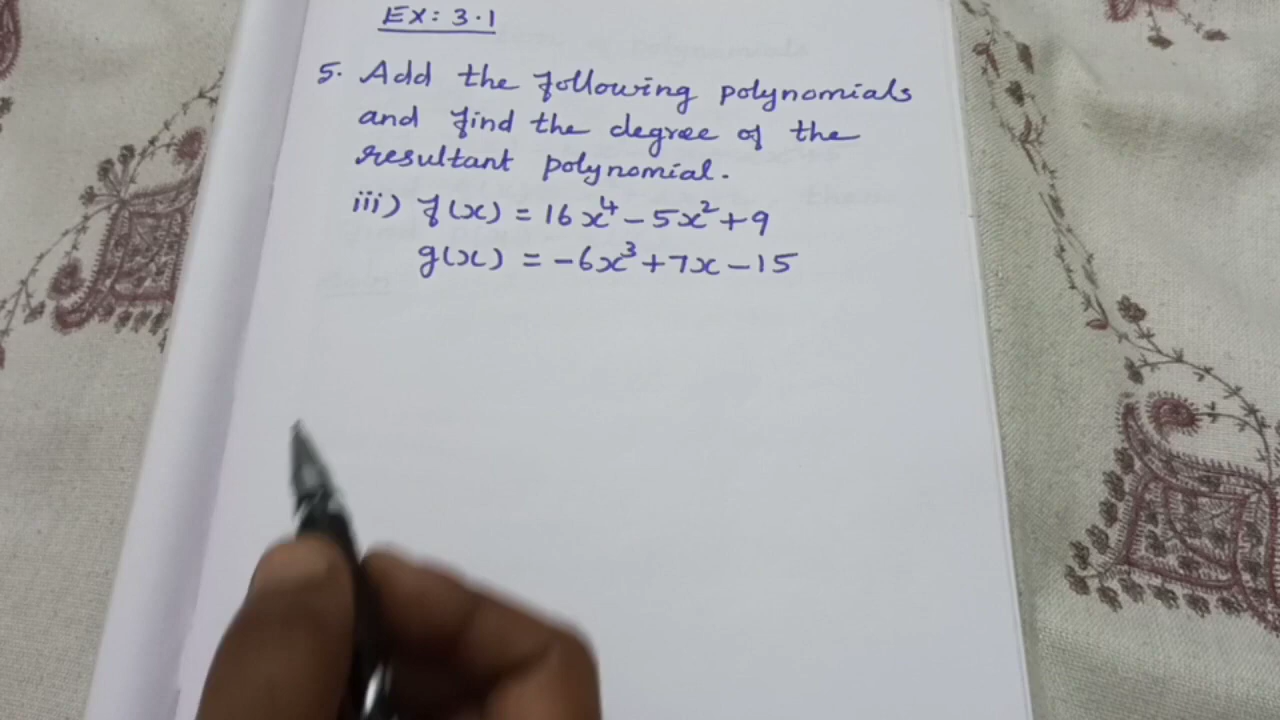 EX: 3.1
5. Add the following polynomials
and find the degree of the
resultant polynomial.
iii) f(x) = 16x⁴ – 5x² + 9
g(x) = -6x³ + 7x – 15